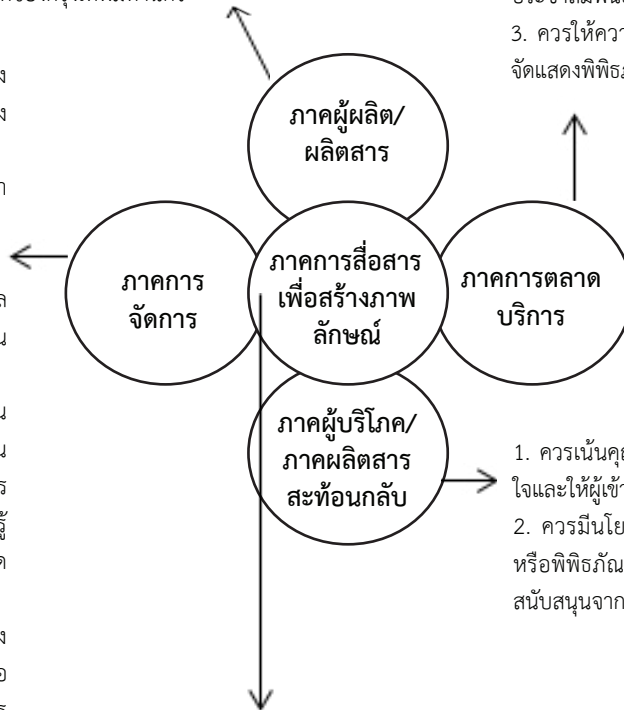 3. ควรให้ความ
จัดแสดงพิพิธภ
ภาคผู้ผลิต/
ผลิตสาร
ภาคการ
จัดการ
ภาคการสื่อสาร
เพื่อสร้างภาพ
ลักษณ์
ภาคการตลาด
บริการ
ภาคผู้บริโภค/
ภาคผลิตสาร
สะท้อนกลับ
1. ควรเน้นคุณ
ใจและให้ผู้เข้า
2. ควรมีนโย
หรือพิพิธภัณ
สนับสนุนจาก